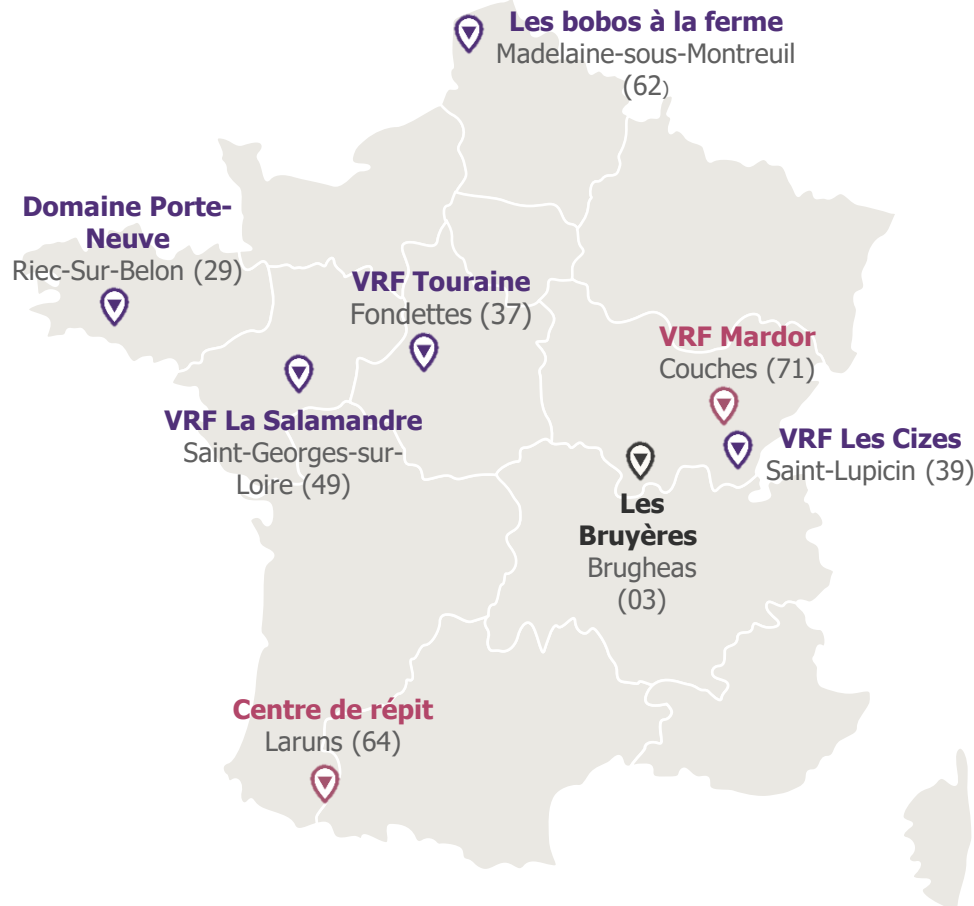 Les bobos à la ferme
Madelaine-sous-Montreuil
(62)
Domaine Porte-
Neuve
Riec-Sur-Belon (29)
VRF Touraine
Fondettes (37)
VRF Mardor
Couches (71)
VRF La Salamandre
Saint-Georges-sur-
Loire (49)
VRF Les Cizes
Saint-Lupicin (39)
Les
Bruyères
Brugheas
(03)
Centre de répit
Laruns (64)